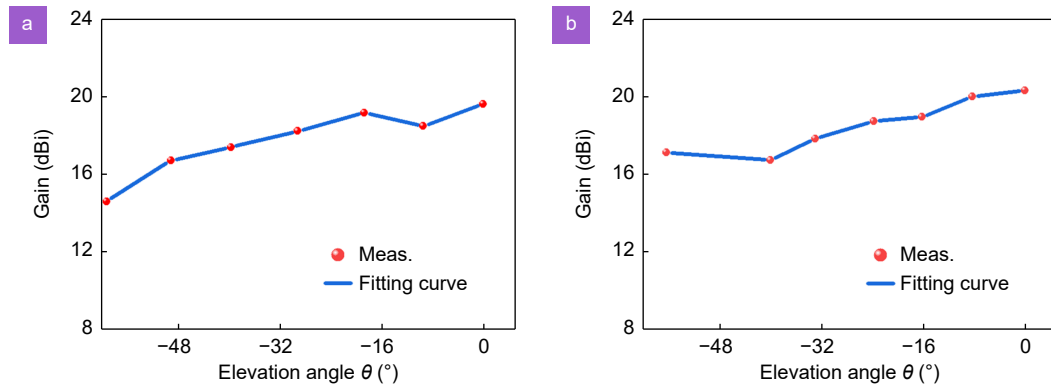 a
24
20
16
12
8
Gain (dBi)
Meas.
Fitting curve
−48 −32 −16 0
Elevation angle θ (°)
b
24
20
16
12
8
Gain (dBi)
Meas.
Fitting curve
−48 −32 −16 0
Elevation angle θ (°)